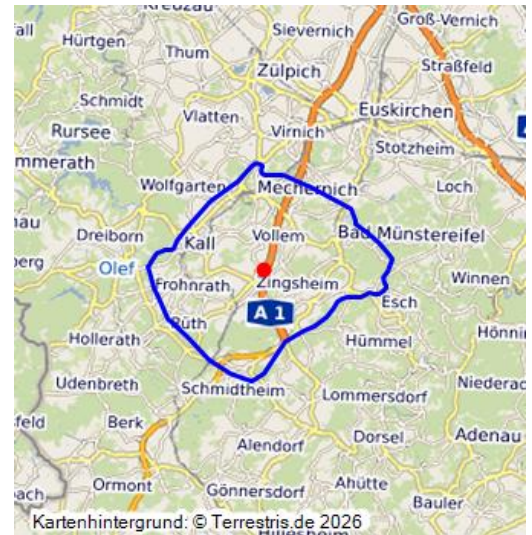 Kreuzau
Groß-Vernich
Sievernich
Hürtgen
Thum
Zülpich
Straßfeld
Schmidt
Vlatten
Euskirchen
Rursee
Virnich
Stotzheim
mmerath
Wolfgarten
Mechernich
Loch
Dreiborn
Kall
Vollem
Bad Münstereifel
Olef
Frohnrath
Zingsheim
Winnen
Esch
A 1
Rüth
Hollerath
Hümmel
Udenbreth
Schmidtheim
Lommersdorf
Berk
Dorsel
Adenau
Alendorf
Ormont
Ahütte
Gönnersdorf
Bauler
Kartenhintergrund: © Terrestris.de 2026